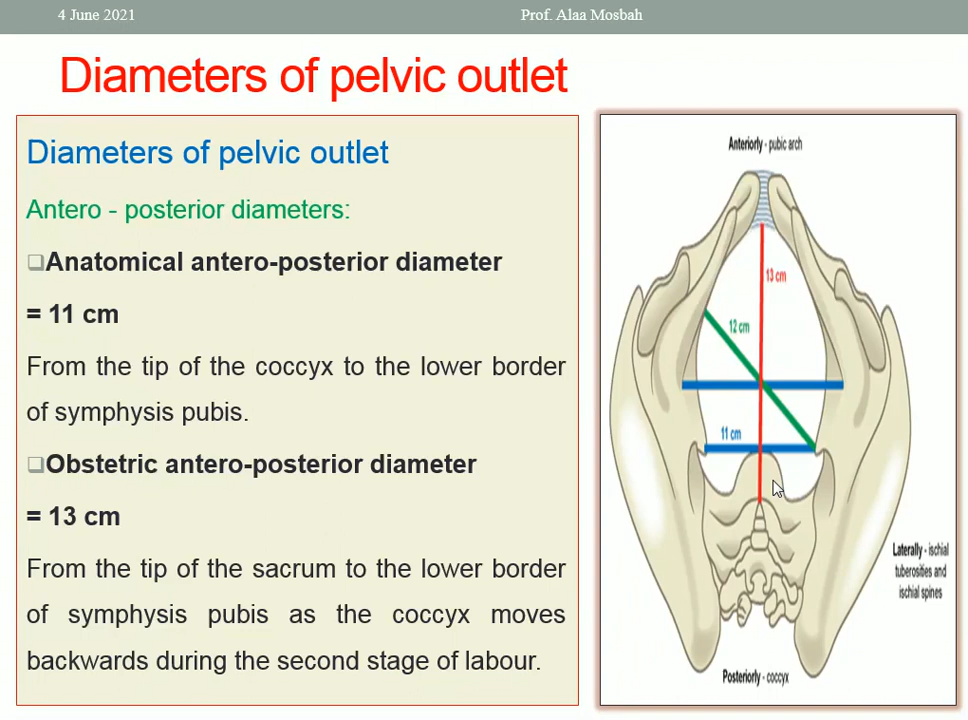 4 June 2021
Prof. Alaa Mosbah
Diameters of pelvic outlet
Diameters of pelvic outlet
Antero - posterior diameters:
Anatomical antero-posterior diameter
= 11 cm
From the tip of the coccyx to the lower border
of symphysis pubis.
Obstetric antero-posterior diameter
= 13 cm
From the tip of the sacrum to the lower border
of symphysis pubis as the coccyx moves
backwards during the second stage of labour.
Anteriorly - pubic arch
13 cm
12 cm
11 cm
Laterally - ischial
tuberosities and
ischial spines
Posteriorly - coccyx